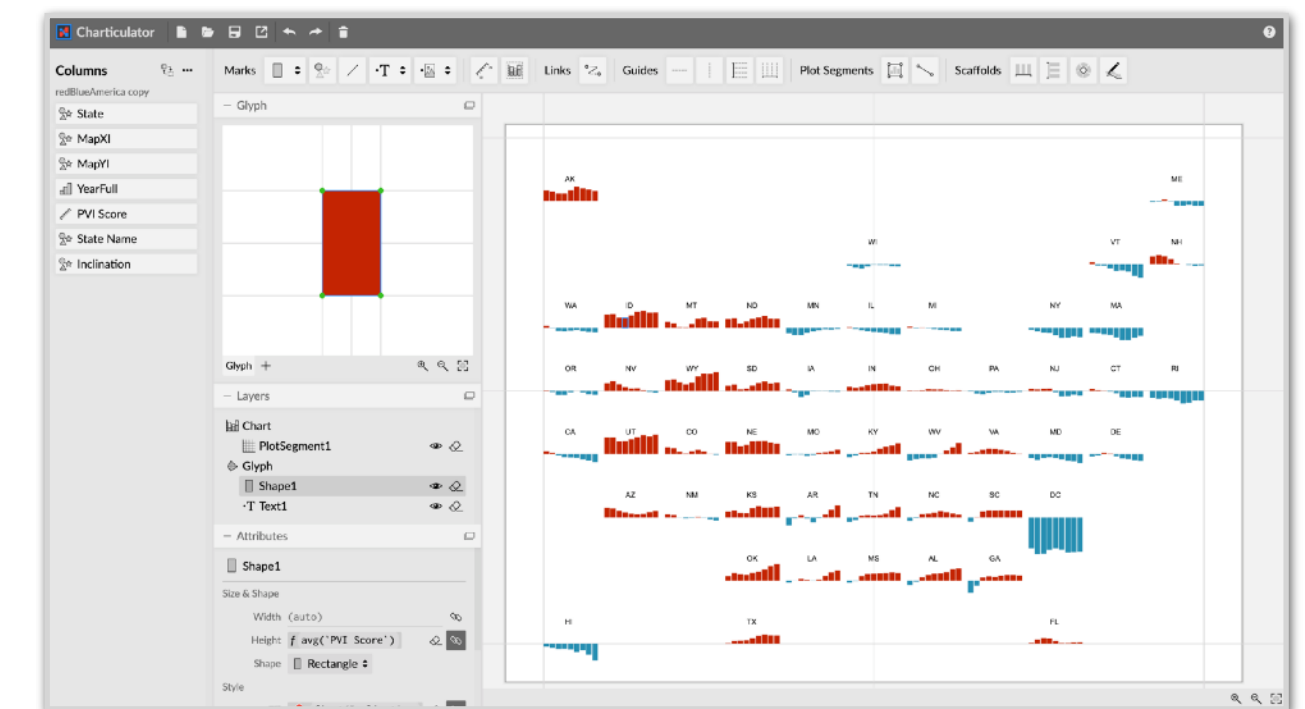 Charticulator
Columns
redBlueAmerica copy
State
MapXI
MapYI
YearFull
PVI Score
State Name
Inclination
Marks T Links Guides Plot Segments Scaffolds
Glyph
Glyph +
Layers
Chart
PlotSegment1
Glyph
Shape1
T Text1
Attributes
Shape1
Size & Shape
Width (auto)
Height f avg(`PVI Score`)
Shape Rectangle
Style
AK ME
WI VT NH
WA ID MT ND MN IL MI NY MA
OR NV WY SD IA IN OH PA NJ CT RI
CA UT CO NE MO KY WV VA MD DE
AZ NM KS AR TN NC SC DC
OK LA MS AL GA
HI TX FL